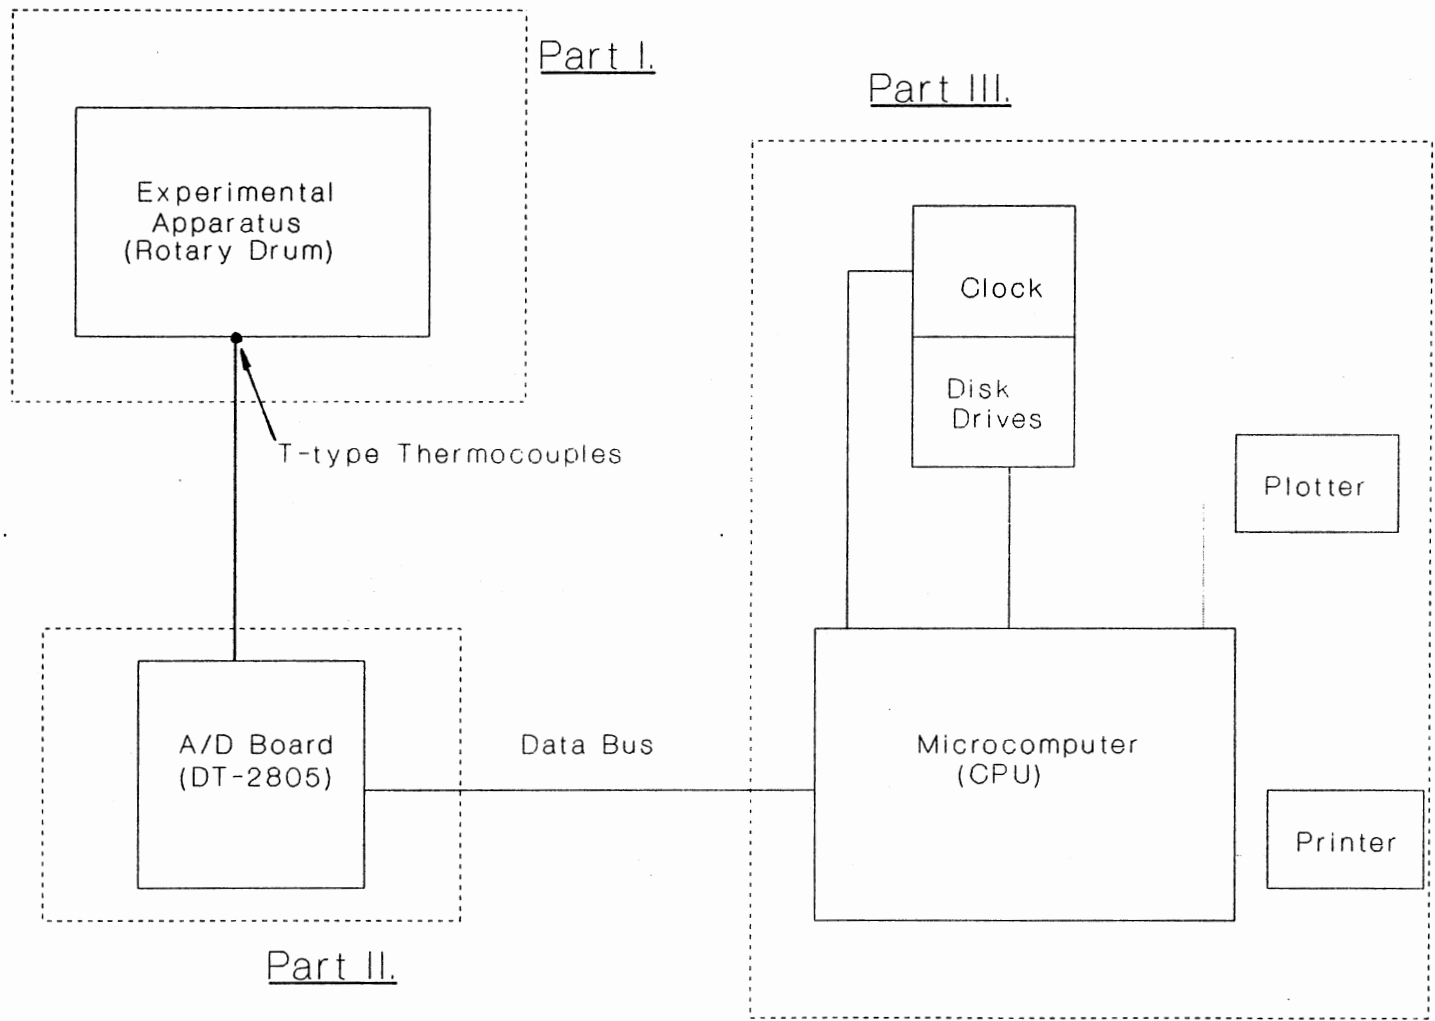 Part I.
Experimental
Apparatus
(Rotary Drum)
T-type Thermocouples
A/D Board
(DT-2805)
Part II.
Data Bus
Part III.
Clock
Disk
Drives
Plotter
Microcomputer
(CPU)
Printer